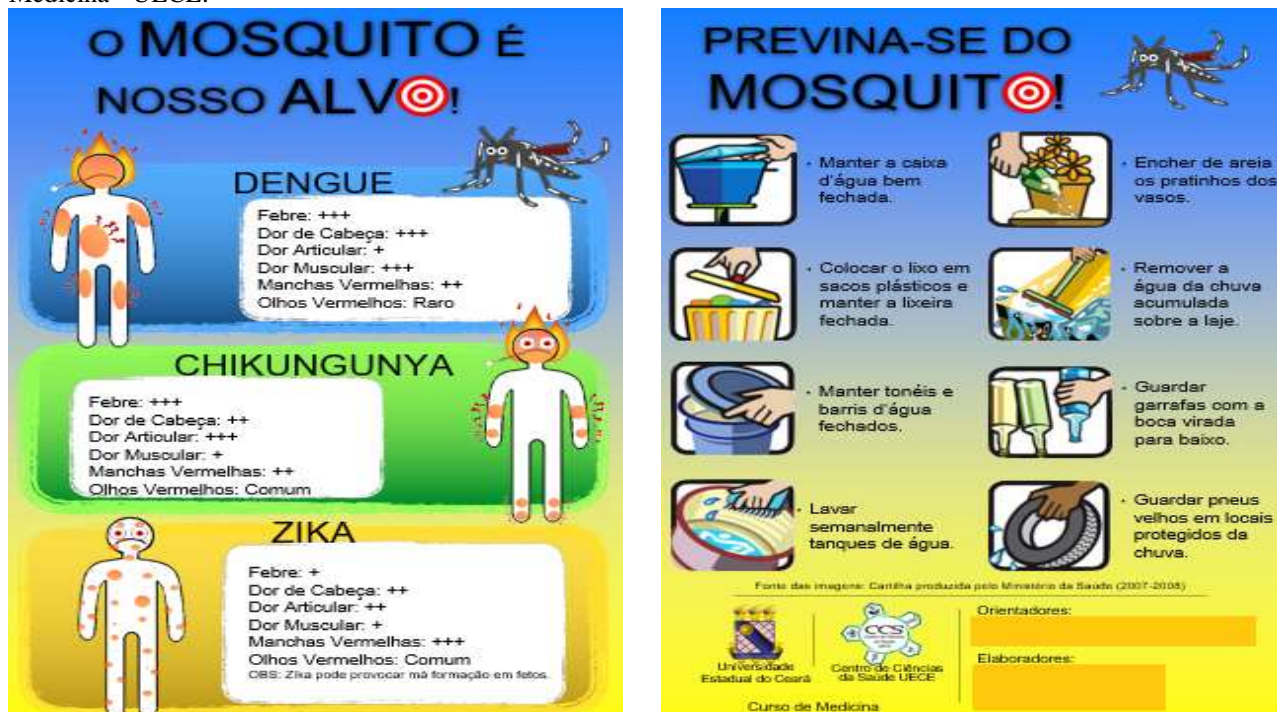 Medicina - UECE.
O MOSQUITO É
NOSSO ALVO!
DENGUE
Febre: +++
Dor de Cabeça: +++
Dor Articular: +
Dor Muscular: +++
Manchas Vermelhas: ++
Olhos Vermelhos: Raro
CHIKUNGUNYA
Febre: +++
Dor de Cabeça: ++
Dor Articular: +++
Dor Muscular: +
Manchas Vermelhas: ++
Olhos Vermelhos: Comum
ZIKA
Febre: +
Dor de Cabeça: ++
Dor Articular: ++
Dor Muscular: +
Manchas Vermelhas: +++
Olhos Vermelhos: Comum
OBS: Zika pode provocar má formação em fetos.
PREVINA-SE DO
MOSQUITO!
· Manter a caixa
d'água bem
fechada.
· Encher de areia
os pratinhos dos
vasos.
· Colocar o lixo em
sacos plásticos e
manter a lixeira
fechada.
· Remover a
água da chuva
acumulada
sobre a laje.
· Manter tonéis e
barris d'água
fechados.
· Guardar
garrafas com a
boca virada
para baixo.
· Lavar
semanalmente
tanques de água.
· Guardar pneus
velhos em locais
protegidos da
chuva.
Fonte das imagens: Cartilha produzida pelo Ministério da Saúde (2007-2008)
Universidade
Estadual do Ceará
CCS
Centro de Ciências
da Saúde UECE
Curso de Medicina
Orientadores:
Elaboradores: